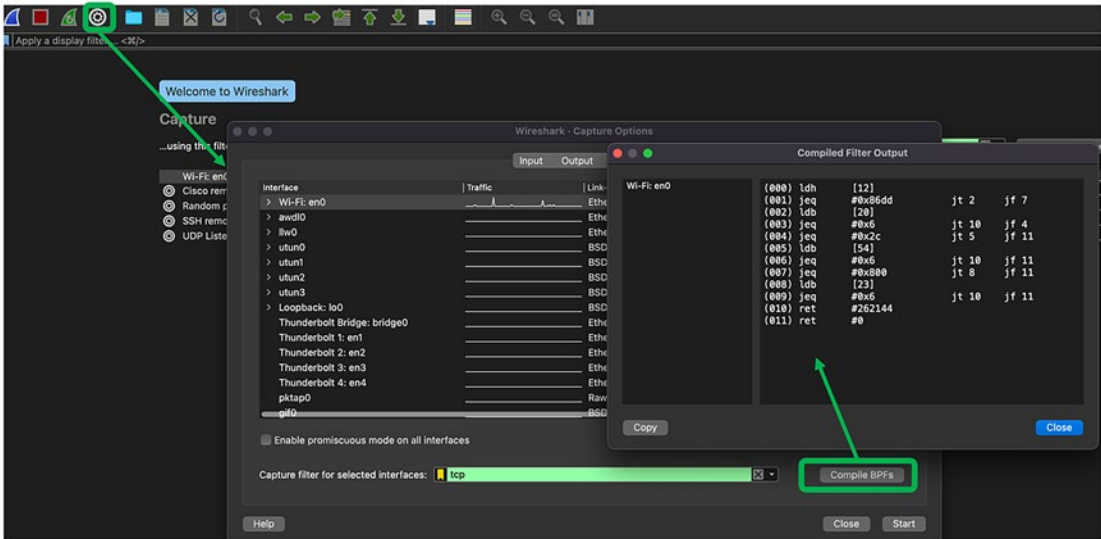 Apply a display filter ... <⌘/>
Welcome to Wireshark
Capture
...using this filt
Wi-Fi: en0
Cisco rem
Random p
SSH remo
UDP Liste
Wireshark · Capture Options
Input Output
Interface Traffic Link-
Wi-Fi: en0 Ethe
awdl0 Ethe
llw0 Ethe
utun0 BSD
utun1 BSD
utun2 BSD
utun3 BSD
Loopback: lo0 BSD
Thunderbolt Bridge: bridge0 Ethe
Thunderbolt 1: en1 Ethe
Thunderbolt 2: en2 Ethe
Thunderbolt 3: en3 Ethe
Thunderbolt 4: en4 Ethe
pktap0 Raw
gif0 BSD
Enable promiscuous mode on all interfaces
Capture filter for selected interfaces: tcp
Compile BPFs
Help Close Start
Compiled Filter Output
Wi-Fi: en0
(000) ldh [12]
(001) jeq #0x86dd jt 2 jf 7
(002) ldb [20]
(003) jeq #0x6 jt 10 jf 4
(004) jeq #0x2c jt 5 jf 11
(005) ldb [54]
(006) jeq #0x6 jt 10 jf 11
(007) jeq #0x800 jt 8 jf 11
(008) ldb [23]
(009) jeq #0x6 jt 10 jf 11
(010) ret #262144
(011) ret #0
Copy Close